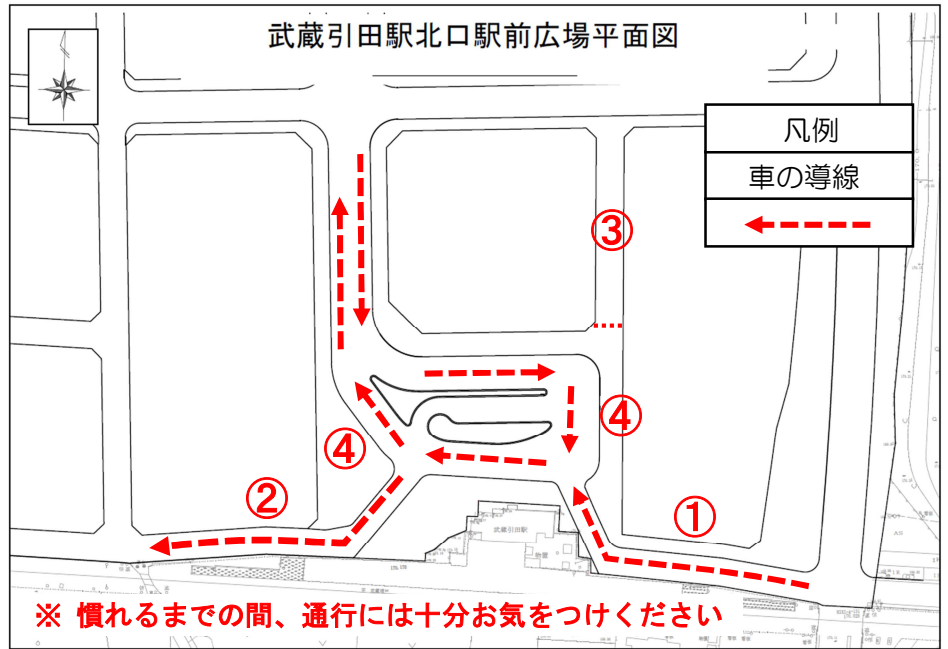 武蔵引田駅北口駅前広場平面図
凡例
車の導線
③
④
④
②
①
武蔵引田駅
※ 慣れるまでの間、通行には十分お気をつけください